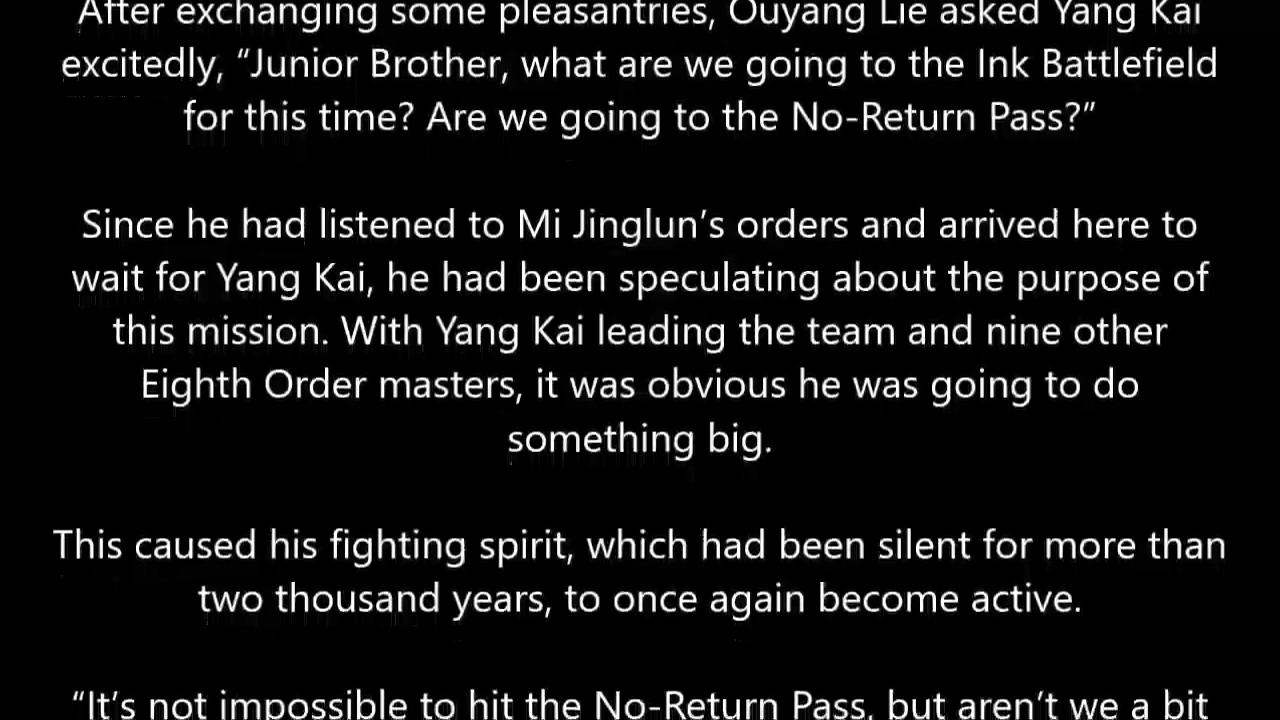 After exchanging some pleasantries, Ouyang Lie asked Yang Kai
excitedly, “Junior Brother, what are we going to the Ink Battlefield
for this time? Are we going to the No-Return Pass?”
Since he had listened to Mi Jinglun’s orders and arrived here to
wait for Yang Kai, he had been speculating about the purpose of
this mission. With Yang Kai leading the team and nine other
Eighth Order masters, it was obvious he was going to do
something big.
This caused his fighting spirit, which had been silent for more than
two thousand years, to once again become active.
“It’s not impossible to hit the No-Return Pass, but aren’t we a bit